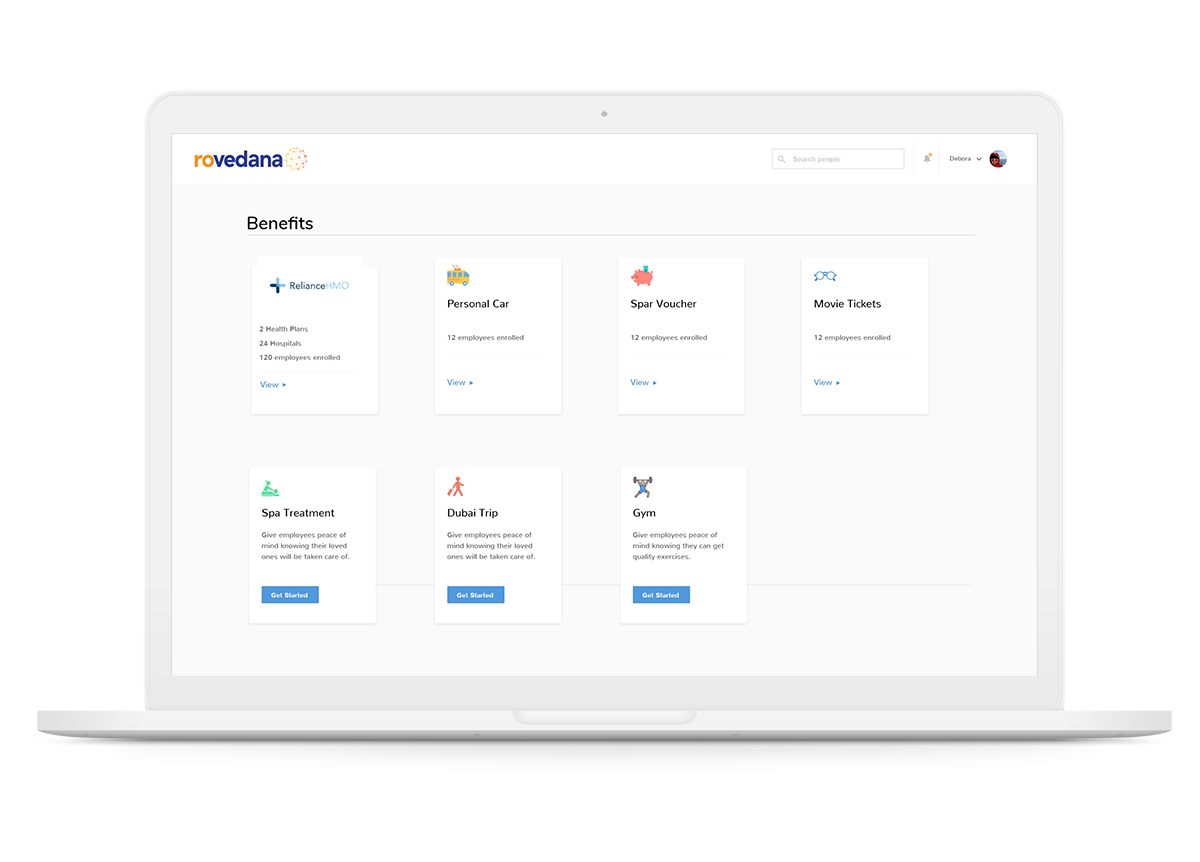 rovedana
Search people
Debora
Benefits
RelianceHMO
2 Health Plans
24 Hospitals
120 employees enrolled
View
Personal Car
12 employees enrolled
View
Spar Voucher
12 employees enrolled
View
Movie Tickets
12 employees enrolled
View
Spa Treatment
Give employees peace of
mind knowing their loved
ones will be taken care of.
Get Started
Dubai Trip
Give employees peace of
mind knowing their loved
ones will be taken care of.
Get Started
Gym
Give employees peace of
mind knowing they can get
quality exercises.
Get Started